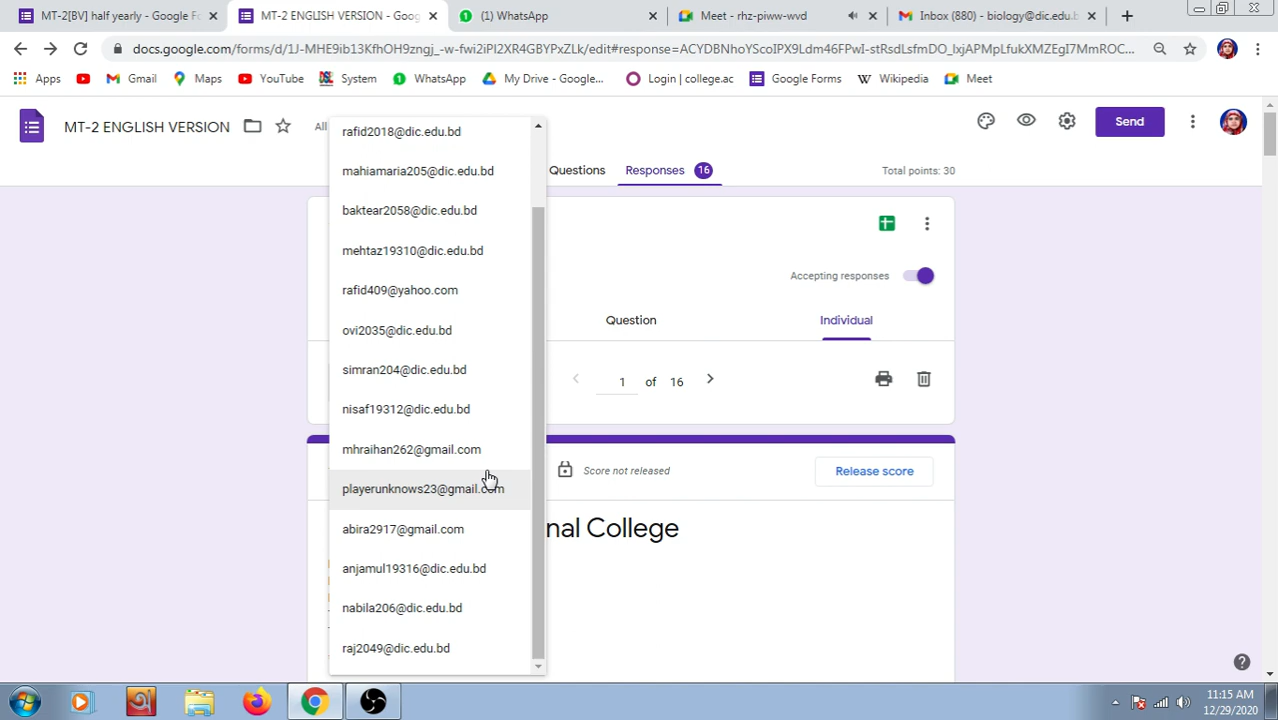 MT-2[BV] half yearly - Google Fo
MT-2 ENGLISH VERSION - Goog
(1) WhatsApp
Meet - rhz-piww-wvd
Inbox (880) - biology@dic.edu.b
docs.google.com/forms/d/1J-MHE9ib13KfhOH9zngj_-w-fwi2iPl2XR4GBYPxZLk/edit#response=ACYDBNhoYScoIPX9Ldm46FPwI-stRsdLsfmDO_lxjAPMpLfukXMZEgI7MmROC...
Apps
Gmail
Maps
YouTube
System
WhatsApp
My Drive - Google...
Login | college.ac
Google Forms
Wikipedia
Meet
MT-2 ENGLISH VERSION
All
Send
Questions
Responses 16
Total points: 30
rafid2018@dic.edu.bd
mahiamaria205@dic.edu.bd
baktear2058@dic.edu.bd
mehtaz19310@dic.edu.bd
rafid409@yahoo.com
ovi2035@dic.edu.bd
simran204@dic.edu.bd
nisaf19312@dic.edu.bd
mhraihan262@gmail.com
playerunknows23@gmail.com
abira2917@gmail.com
anjamul19316@dic.edu.bd
nabila206@dic.edu.bd
raj2049@dic.edu.bd
Accepting responses
Question
Individual
1 of 16
Score not released
Release score
nal College
11:15 AM
12/29/2020